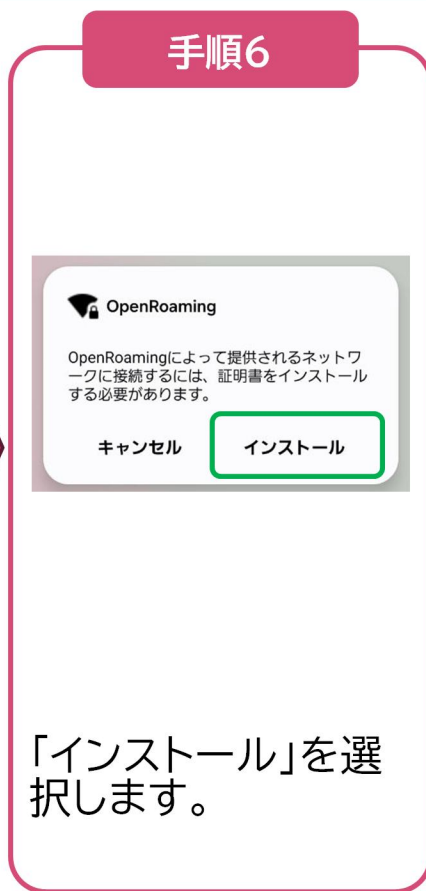 手順6
OpenRoaming
OpenRoamingによって提供されるネットワ
ークに接続するには、証明書をインストール
する必要があります。
キャンセル インストール
「インストール」を選
択します。